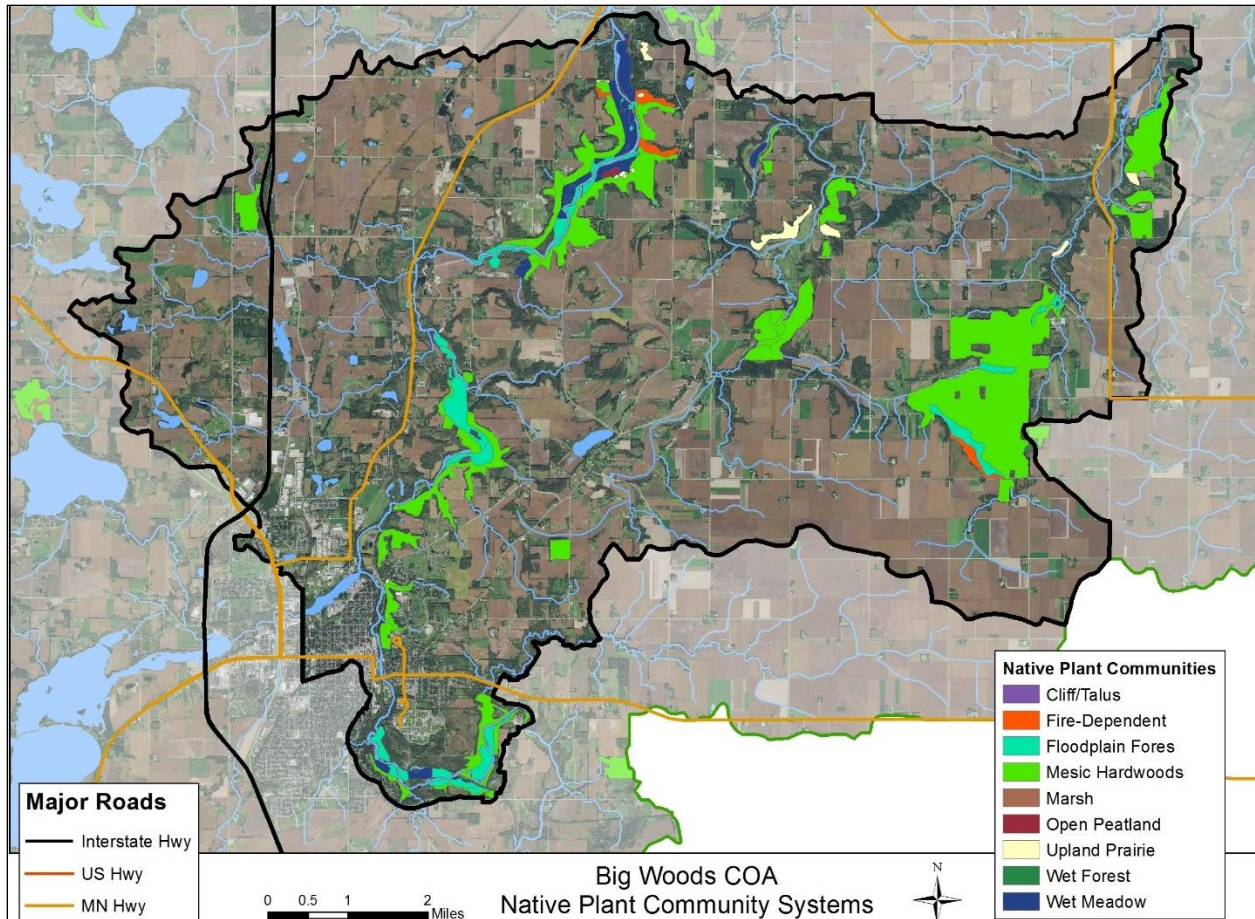 Native Plant Communities
Cliff/Talus
Fire-Dependent
Floodplain Fores
Mesic Hardwoods
Marsh
Open Peatland
Upland Prairie
Wet Forest
Wet Meadow
Major Roads
Interstate Hwy
US Hwy
MN Hwy
0 0.5 1 2
Miles
Big Woods COA
Native Plant Community Systems
N